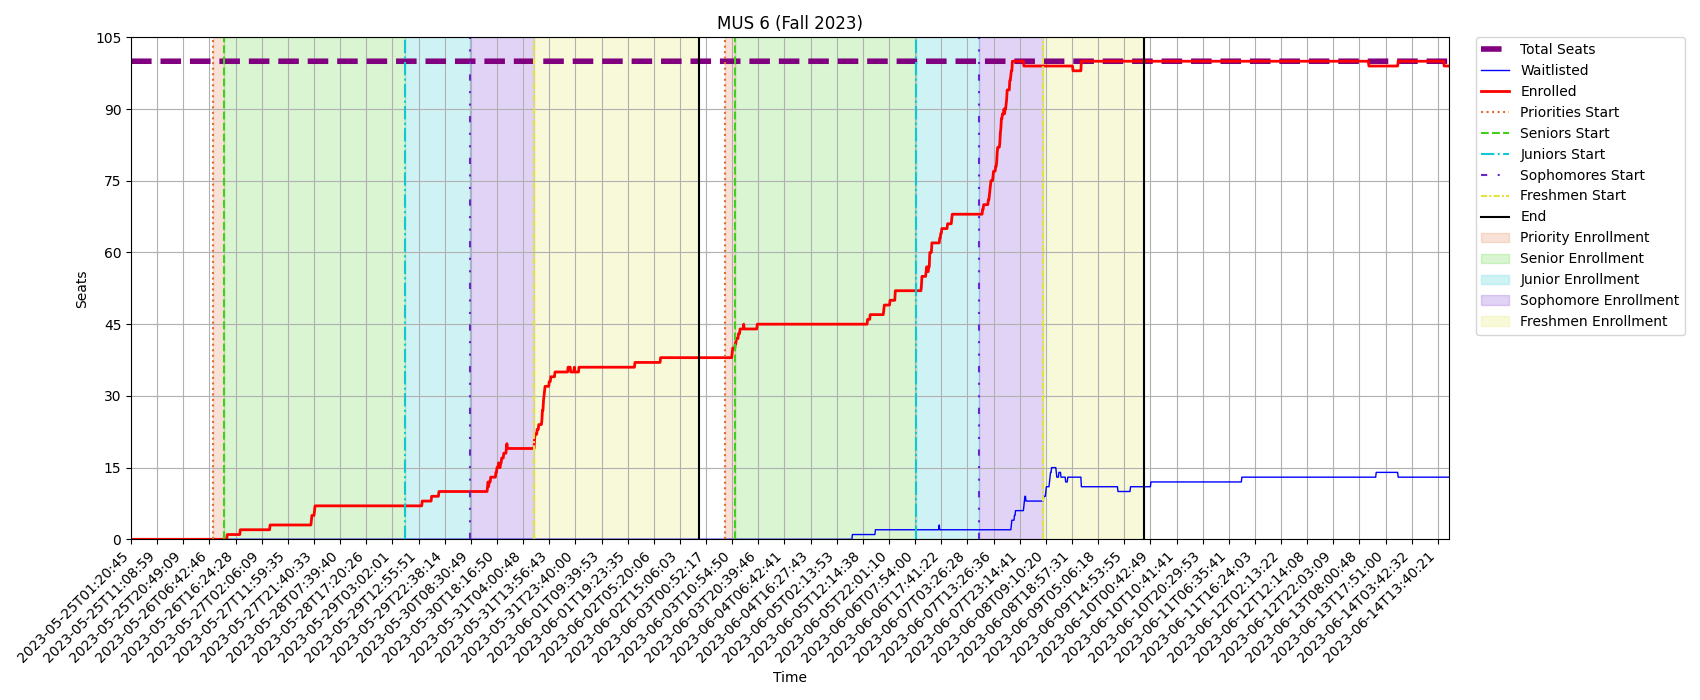 MUS 6 (Fall 2023)
105
90
75
60
45
30
15
0
Seats
2023-05-25T01:20:45
2023-05-25T11:08:59
2023-05-25T20:49:09
2023-05-26T06:42:46
2023-05-26T16:24:28
2023-05-27T02:06:09
2023-05-27T11:59:35
2023-05-27T21:40:33
2023-05-28T07:39:40
2023-05-28T17:20:26
2023-05-29T03:02:01
2023-05-29T12:55:51
2023-05-29T22:38:14
2023-05-30T08:30:49
2023-05-30T18:16:50
2023-05-31T04:00:48
2023-05-31T13:56:43
2023-05-31T23:40:00
2023-06-01T09:39:53
2023-06-01T19:23:35
2023-06-02T05:20:06
2023-06-02T15:06:03
2023-06-03T00:52:17
2023-06-03T10:54:50
2023-06-03T20:39:46
2023-06-04T06:42:41
2023-06-04T16:27:43
2023-06-05T02:13:53
2023-06-05T12:14:38
2023-06-05T22:01:10
2023-06-06T07:54:00
2023-06-06T17:41:22
2023-06-07T03:26:28
2023-06-07T13:26:36
2023-06-07T23:14:41
2023-06-08T09:10:20
2023-06-08T18:57:31
2023-06-09T05:06:18
2023-06-09T14:53:55
2023-06-10T00:42:49
2023-06-10T10:41:41
2023-06-10T20:29:53
2023-06-11T06:35:41
2023-06-11T16:24:03
2023-06-12T02:13:22
2023-06-12T12:14:08
2023-06-12T22:03:09
2023-06-13T08:00:48
2023-06-13T17:51:00
2023-06-14T03:42:32
2023-06-14T13:40:21
Time
Total Seats
Waitlisted
Enrolled
Priorities Start
Seniors Start
Juniors Start
Sophomores Start
Freshmen Start
End
Priority Enrollment
Senior Enrollment
Junior Enrollment
Sophomore Enrollment
Freshmen Enrollment